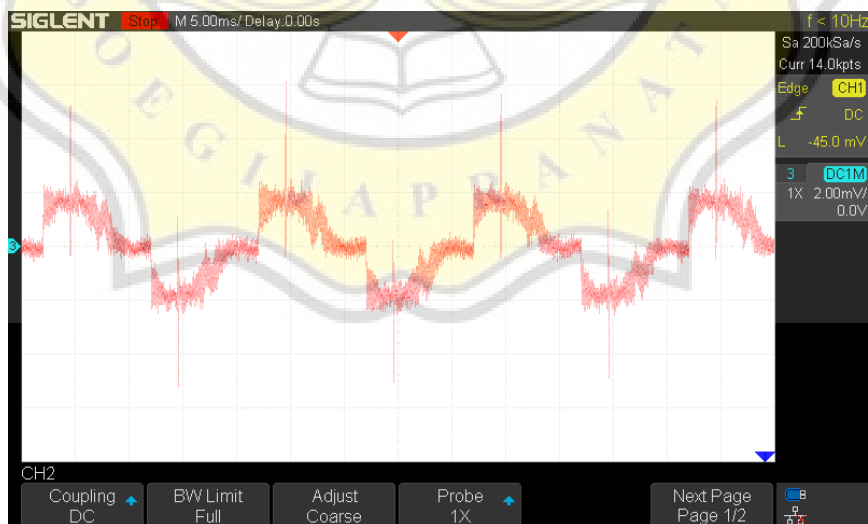 SIGLENT Stop M 5.00ms/ Delay:0.00s f < 10Hz
Sa 200kSa/s
Curr 14.0kpts
Edge CH1
DC
L -45.0 mV
3 DC1M
1X 2.00mV/
0.0V
SOEGIJAPRANATA
3
CH2
Coupling DC
BW Limit Full
Adjust Coarse
Probe 1X
Next Page Page 1/2